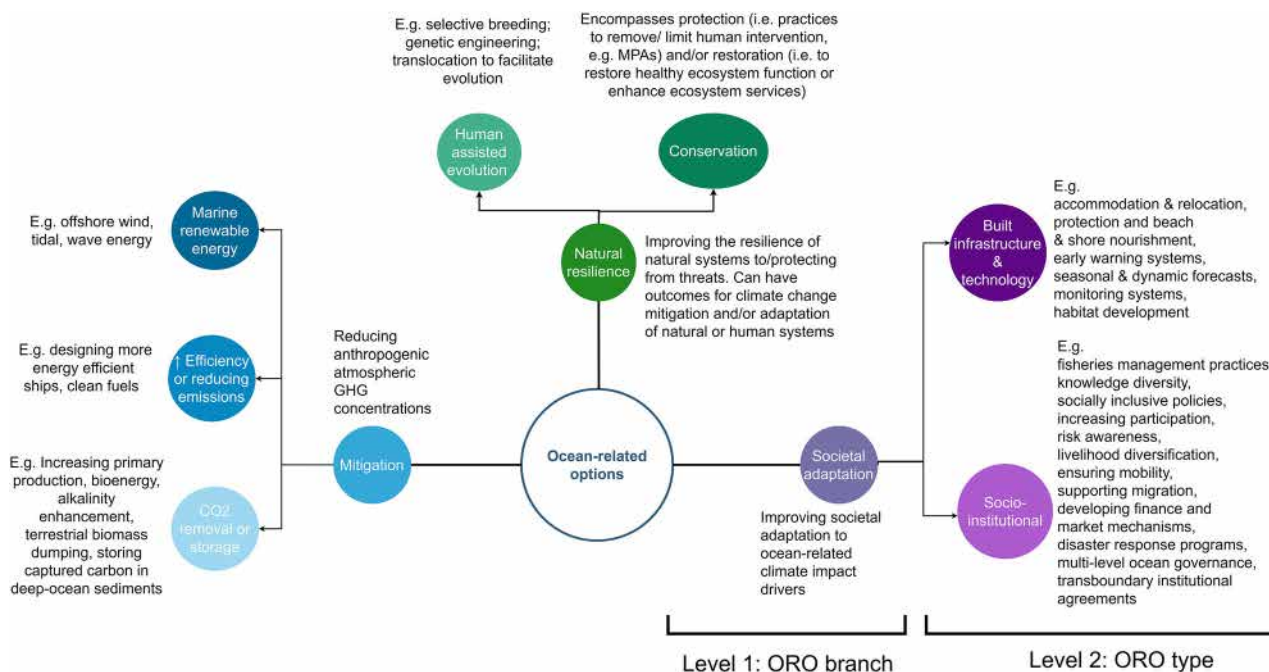 E.g. selective breeding;
genetic engineering;
translocation to facilitate
evolution
Encompasses protection (i.e. practices
to remove/ limit human intervention,
e.g. MPAs) and/or restoration (i.e. to
restore healthy ecosystem function or
enhance ecosystem services)
Human
assisted
evolution
Conservation
E.g. offshore wind,
tidal, wave energy
Marine
renewable
energy
Natural
resilience
Improving the resilience of
natural systems to/protecting
from threats. Can have
outcomes for climate change
mitigation and/or adaptation
of natural or human systems
Built
infrastructure
&
technology
E.g.
accommodation & relocation,
protection and beach
& shore nourishment,
early warning systems,
seasonal & dynamic forecasts,
monitoring systems,
habitat development
E.g. designing more
energy efficient
ships, clean fuels
↑ Efficiency
or reducing
emissions
Reducing
anthropogenic
atmospheric
GHG
concentrations
E.g. Increasing primary
production, bioenergy,
alkalinity
enhancement,
terrestrial biomass
dumping, storing
captured carbon in
deep-ocean sediments
CO2
removal or
storage
Mitigation
Ocean-related
options
Societal
adaptation
Improving societal
adaptation to
ocean-related
climate impact
drivers
Socio-
institutional
E.g.
fisheries management practices
knowledge diversity,
socially inclusive policies,
increasing participation,
risk awareness,
livelihood diversification,
ensuring mobility,
supporting migration,
developing finance and
market mechanisms,
disaster response programs,
multi-level ocean governance,
transboundary institutional
agreements
Level 1: ORO branch
Level 2: ORO type